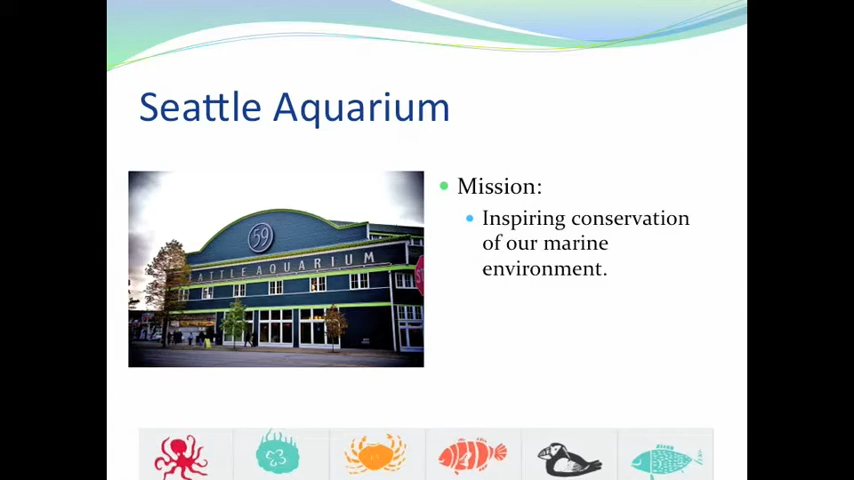 Seattle Aquarium
59
SEATTLE AQUARIUM
Mission:
Inspiring conservation
of our marine
environment.